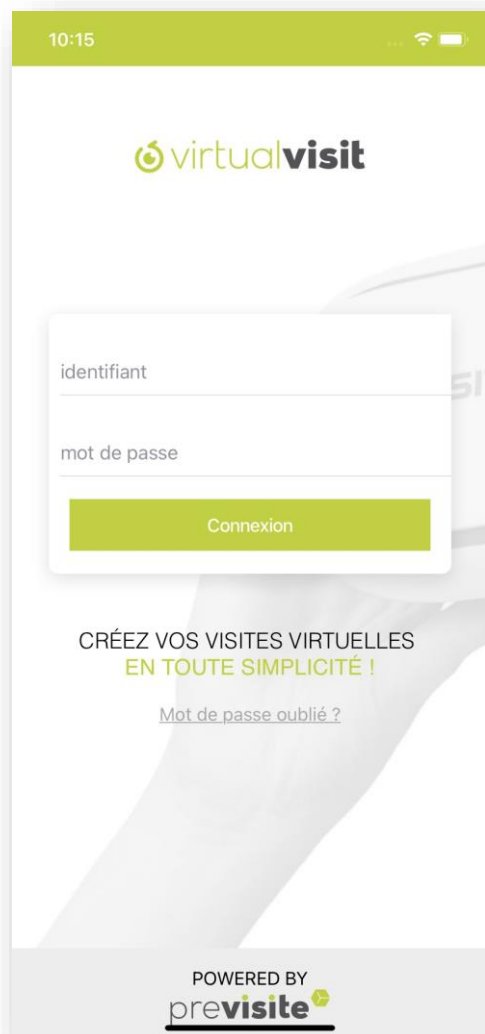 10:15
virtualvisit
SI
identifiant
mot de passe
Connexion
CRÉEZ VOS VISITES VIRTUELLES
EN TOUTE SIMPLICITÉ !
Mot de passe oublié ?
POWERED BY
previsite